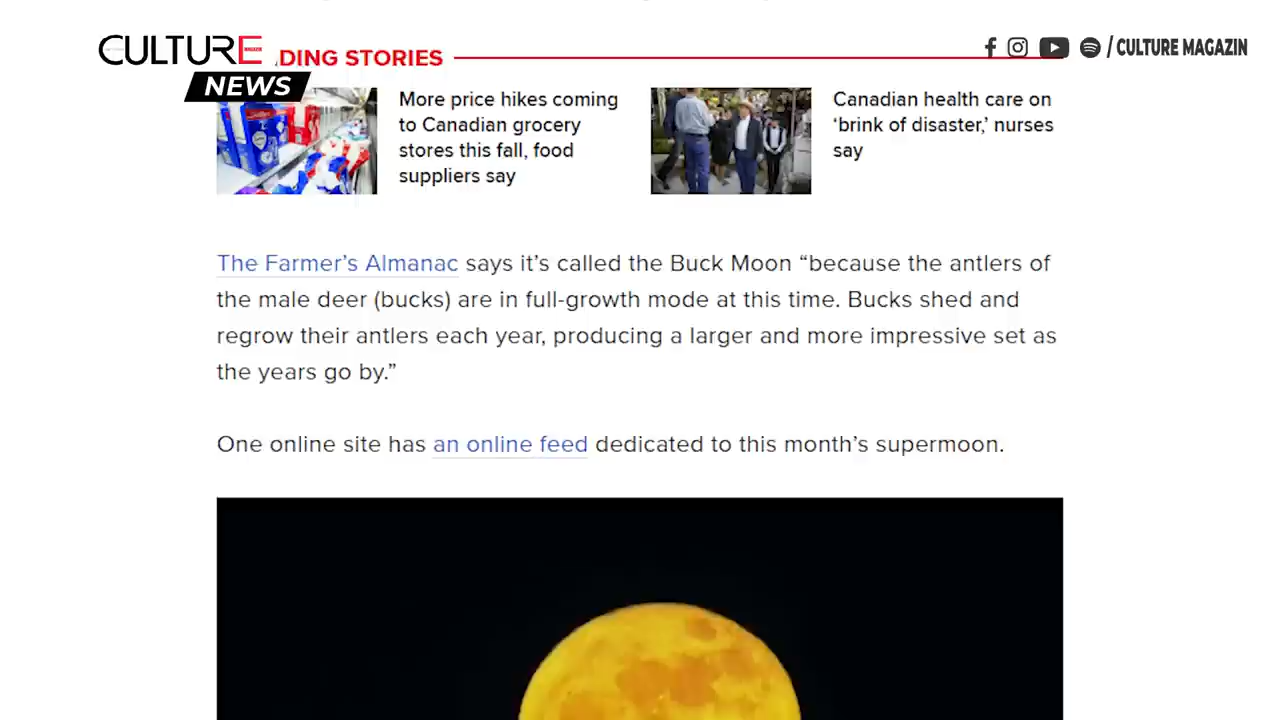 CULTURE
NEWS
DING STORIES
/ CULTURE MAGAZIN
More price hikes coming
to Canadian grocery
stores this fall, food
suppliers say
Canadian health care on
‘brink of disaster,’ nurses
say
The Farmer’s Almanac says it’s called the Buck Moon “because the antlers of
the male deer (bucks) are in full-growth mode at this time. Bucks shed and
regrow their antlers each year, producing a larger and more impressive set as
the years go by.”
One online site has an online feed dedicated to this month’s supermoon.